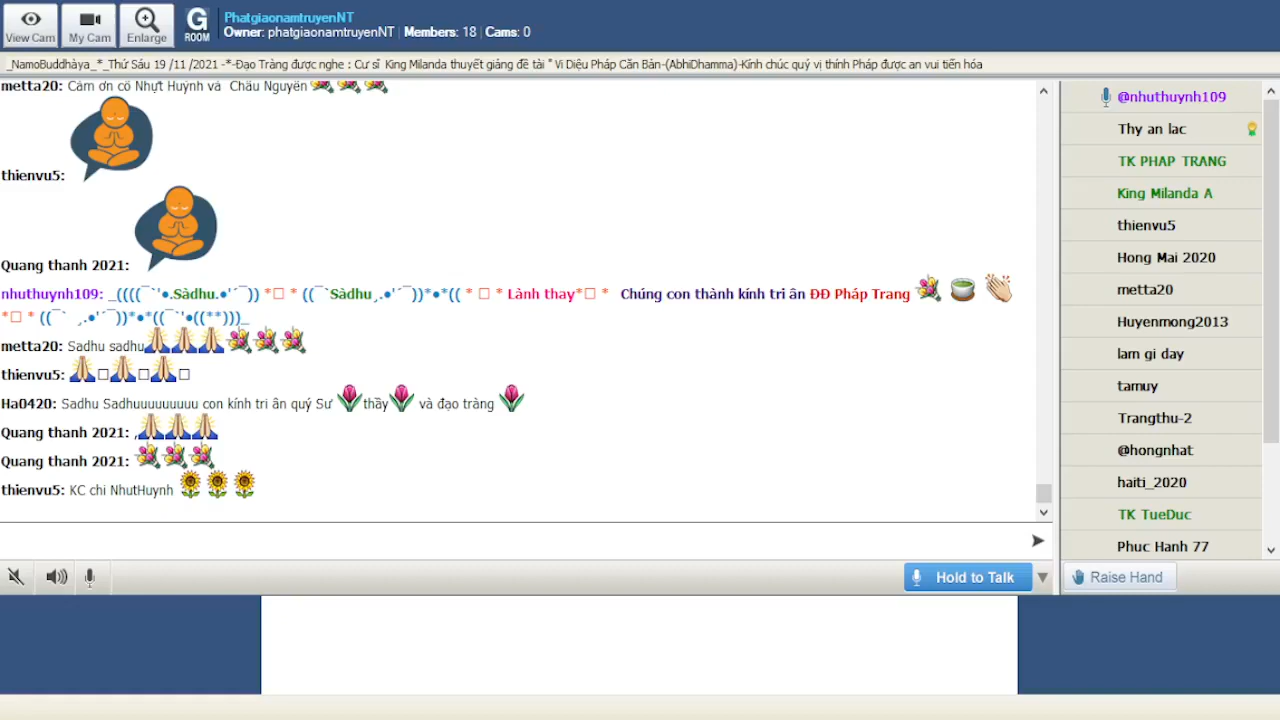 View Cam
My Cam
Enlarge
G
ROOM
PhatgiaonamtruyenNT
Owner: phatgiaonamtruyenNT | Members: 18 | Cams: 0
_NamoBuddhàya_*_Thứ Sáu 19 /11 /2021 -*-Đạo Tràng được nghe : Cư sĩ King Milanda thuyết giảng đề tài " Vi Diệu Pháp Căn Bản-(AbhiDhamma)-Kính chúc quý vị thính Pháp được an vui tiến hóa
metta20: Cảm ơn cô Nhựt Huỳnh và Châu Nguyên
thienvu5:
Quang thanh 2021:
nhuthuynh109: _((((¯`'•.Sàdhu.•'´¯)) *□ * ((¯`Sàdhu¸.•'´¯))*•*(( * □ * Lành thay*□ * Chúng con thành kính tri ân ĐĐ Pháp Trang
*□ * ((¯` ¸.•'´¯))*•*((¯`'•((**)))_
metta20: Sadhu sadhu
thienvu5: □ □ □
Ha0420: Sadhu Sadhuuuuuuuuu con kính tri ân quý Sư thầy và đạo tràng
Quang thanh 2021: ,
Quang thanh 2021:
thienvu5: KC chi NhutHuynh
@nhuthuynh109
Thy an lac
TK PHAP TRANG
King Milanda A
thienvu5
Hong Mai 2020
metta20
Huyenmong2013
lam gi day
tamuy
Trangthu-2
@hongnhat
haiti_2020
TK TueDuc
Phuc Hanh 77
Hold to Talk
Raise Hand